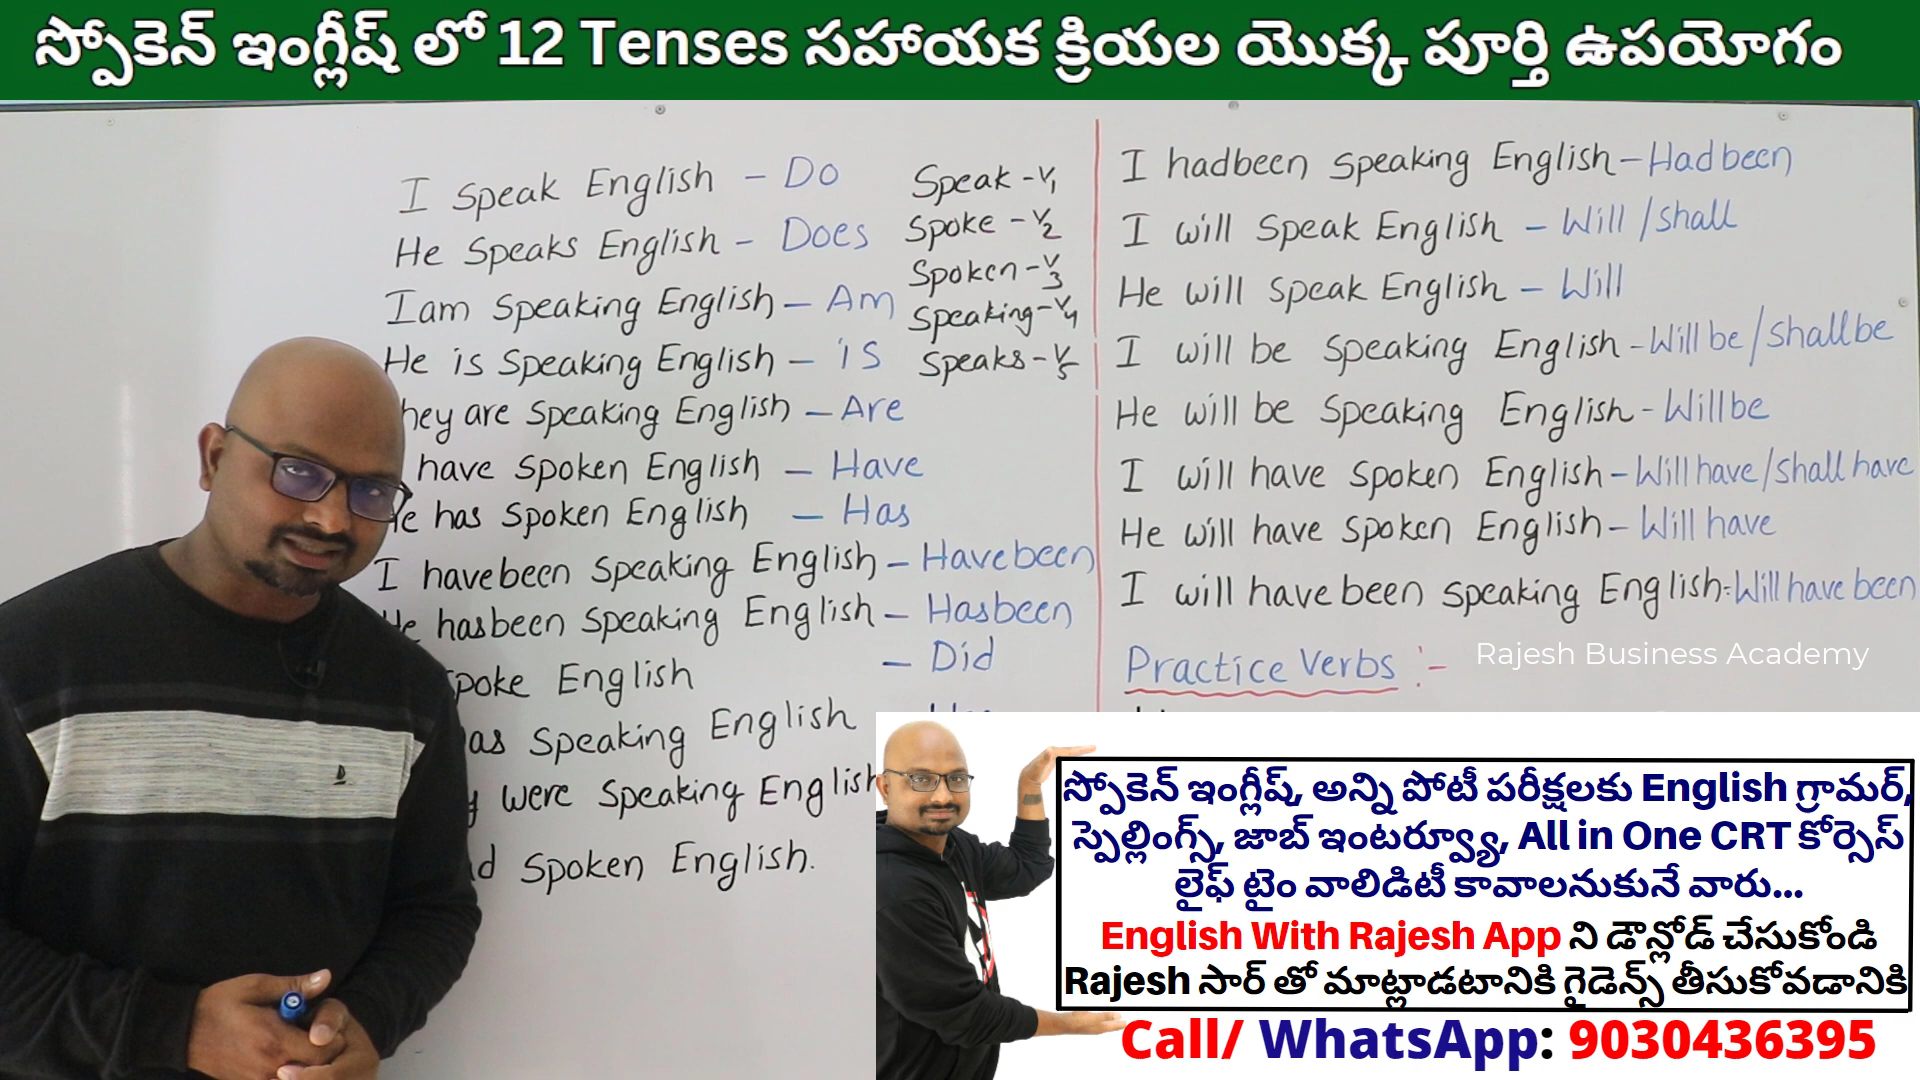 స్పోకెన్ ఇంగ్లీష్ లో 12 Tenses సహాయక క్రియల యొక్క పూర్తి ఉపయోగం
I Speak English - Do
He Speaks English - Does
I am Speaking English - Am
He is Speaking English - is
hey are Speaking English - Are
have Spoken English - Have
He has Spoken English - Has
I havebeen Speaking English - Havebeen
He hasbeen Speaking English - Hasbeen
Spoke English - Did
as Speaking English
y were Speaking English
d Spoken English.
Speak - V1
Spoke - V2
Spoken - V3
Speaking - V4
Speaks - V5
I hadbeen Speaking English - Hadbeen
I will Speak English - Will / shall
He will Speak English - Will
I will be Speaking English - Will be / shall be
He will be Speaking English - Will be
I will have Spoken English - Will have / shall have
He will have Spoken English - Will have
I will have been Speaking English - Will have been
Practice Verbs :-
Rajesh Business Academy
స్పోకెన్ ఇంగ్లీష్, అన్ని పోటీ పరీక్షలకు English గ్రామర్,
స్పెల్లింగ్స్, జాబ్ ఇంటర్వ్యూ, All in One CRT కోర్సెస్
లైఫ్ టైం వాలిడిటీ కావాలనుకునే వారు...
English With Rajesh App ని డౌన్లోడ్ చేసుకోండి
Rajesh సార్ తో మాట్లాడటానికి గైడెన్స్ తీసుకోవడానికి
Call/ WhatsApp: 9030436395